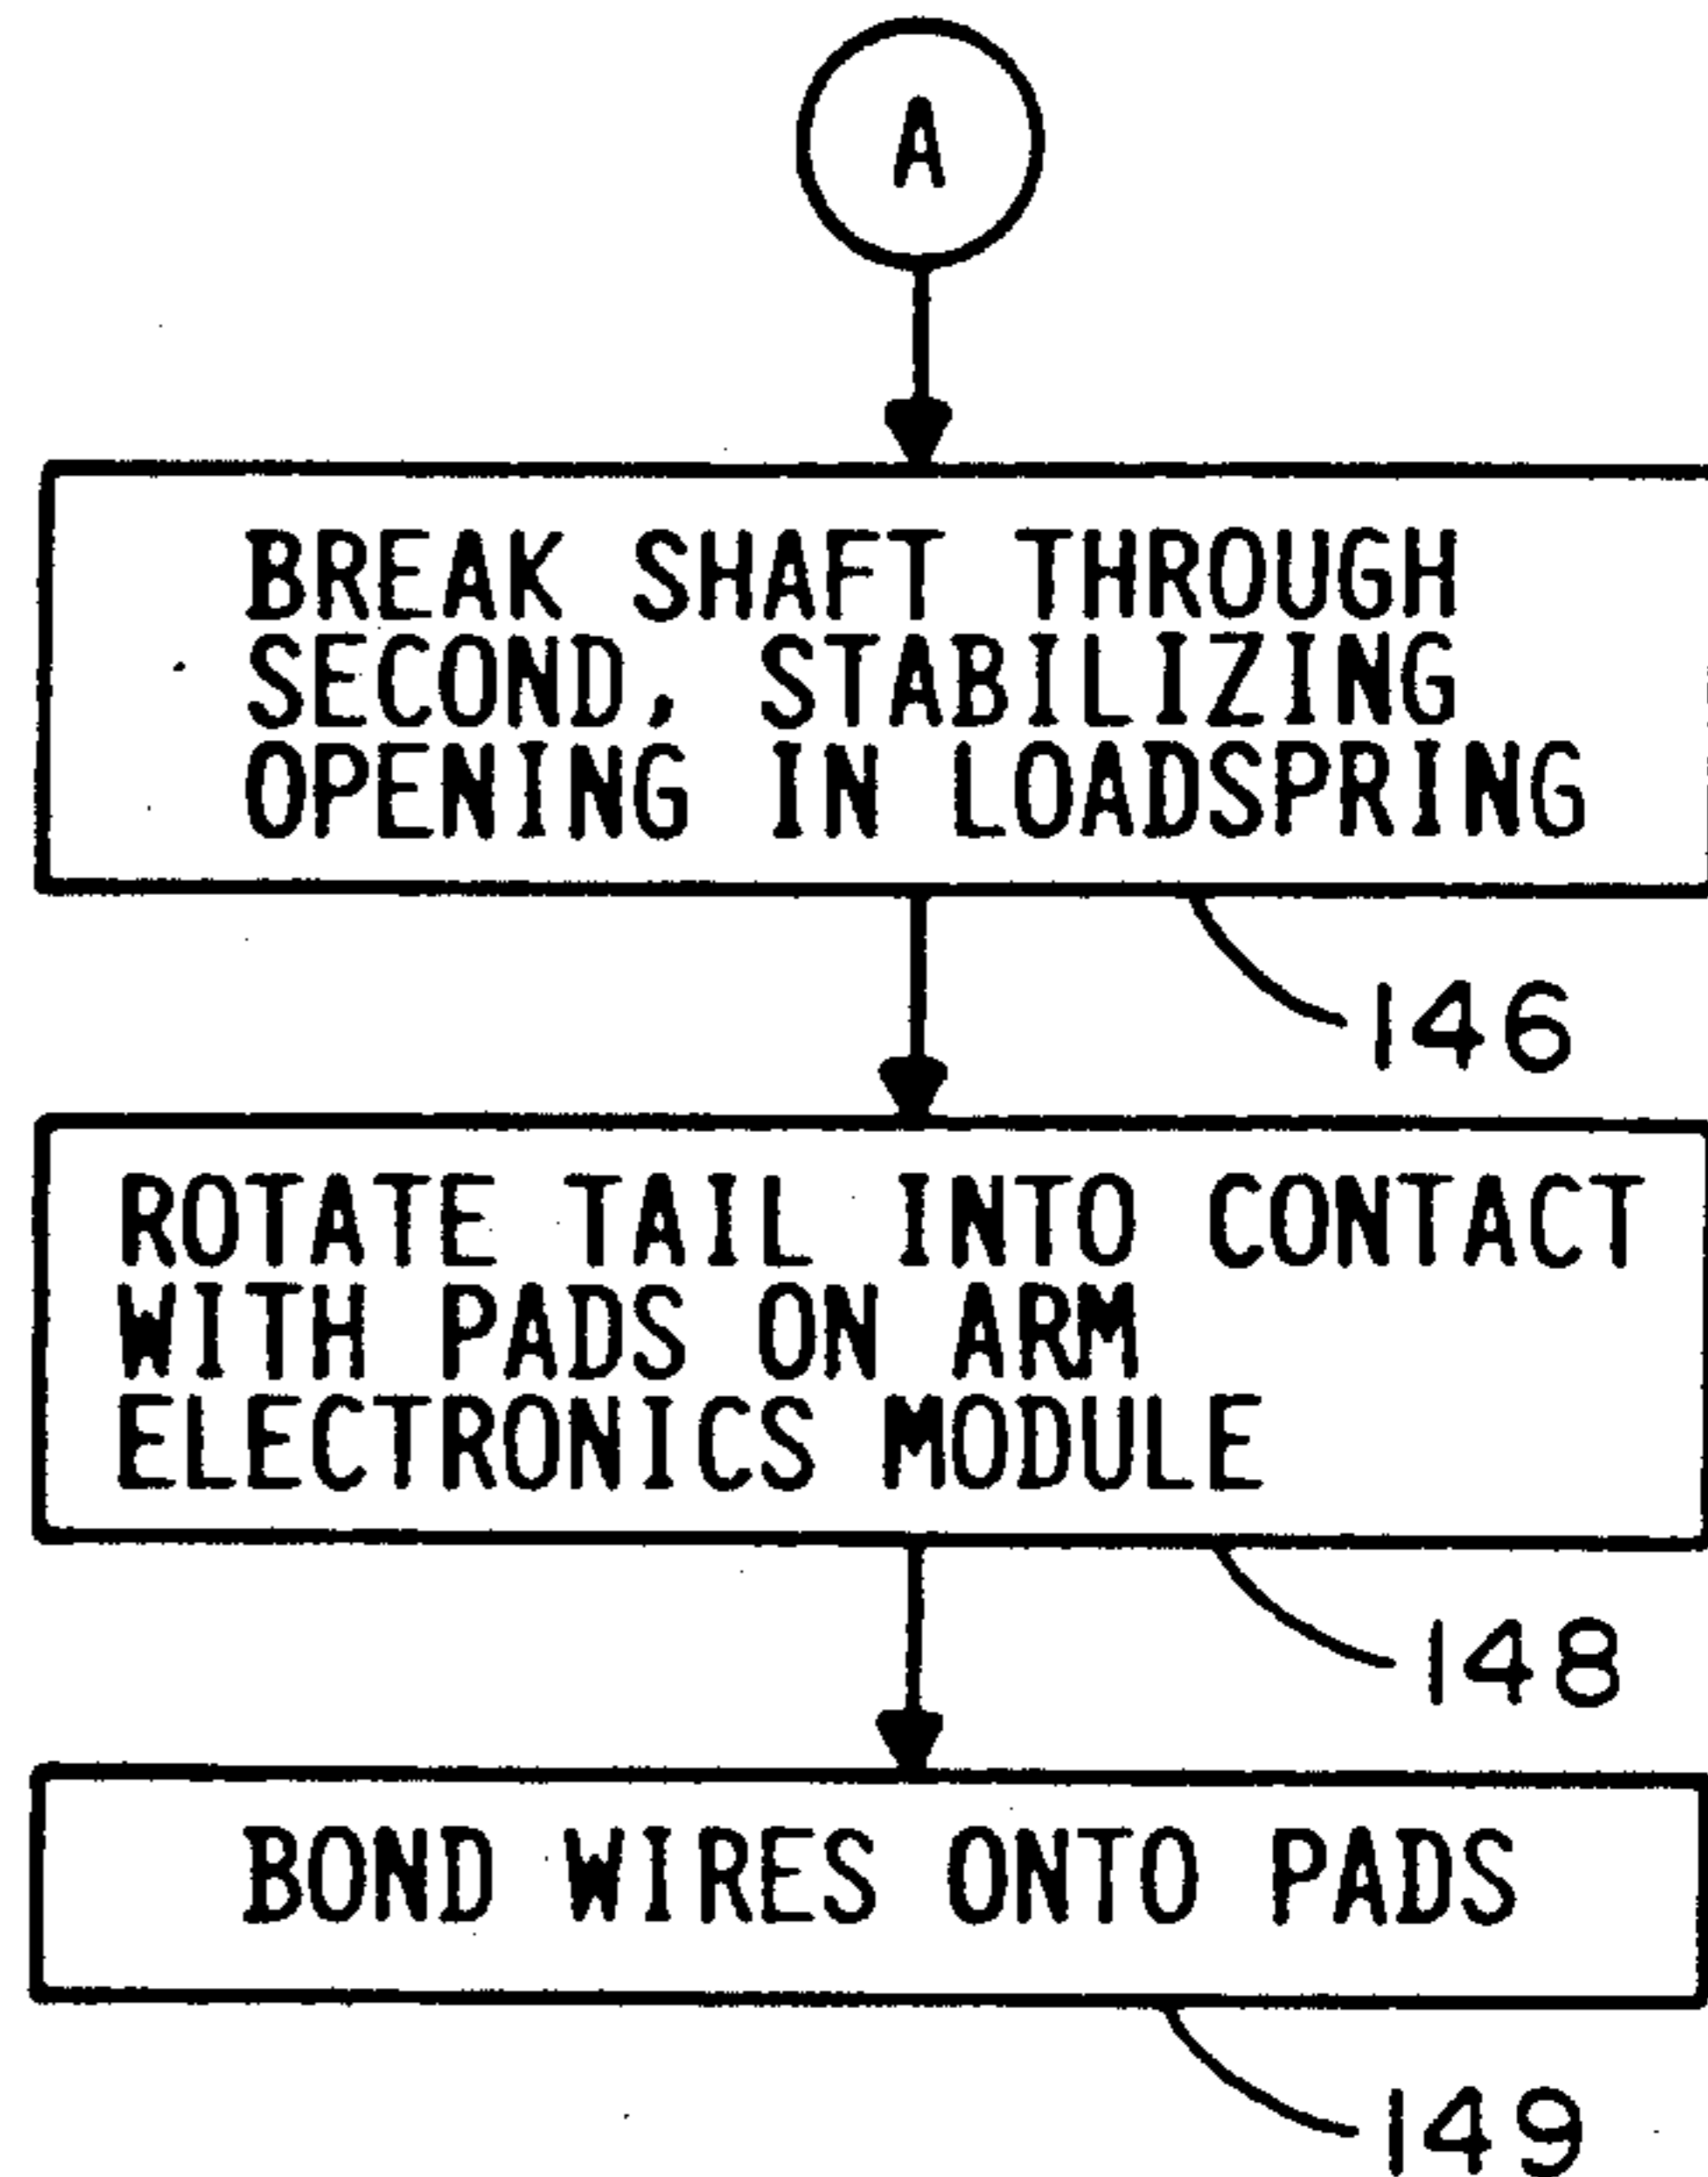 A
BREAK SHAFT THROUGH
SECOND, STABILIZING
OPENING IN LOADSPRING
146
ROTATE TAIL INTO CONTACT
WITH PADS ON ARM
ELECTRONICS MODULE
148
BOND WIRES ONTO PADS
149